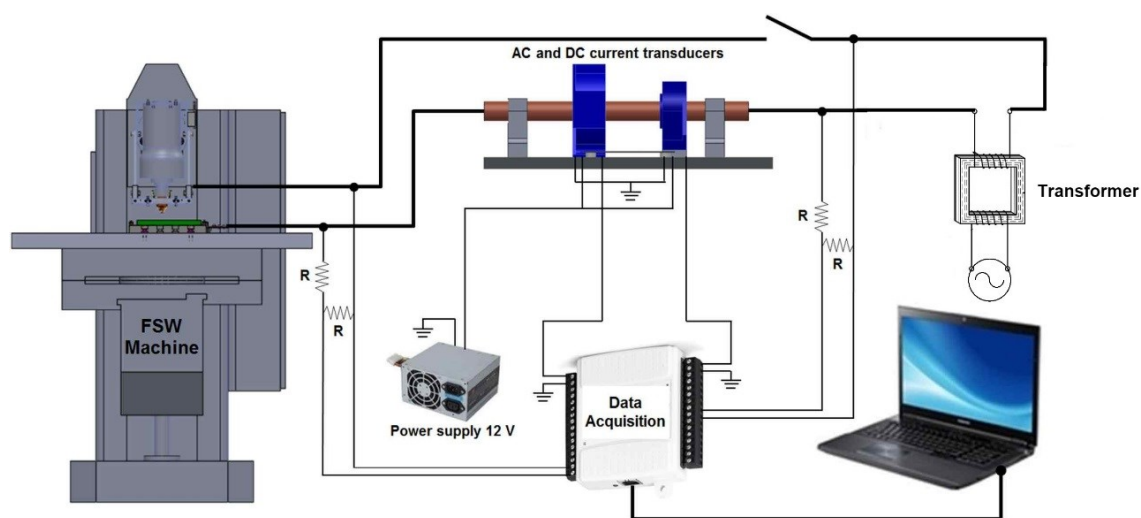 AC and DC current transducers
Transformer
R
R
R
R
FSW
Machine
Data
Acquisition
Power supply 12 V